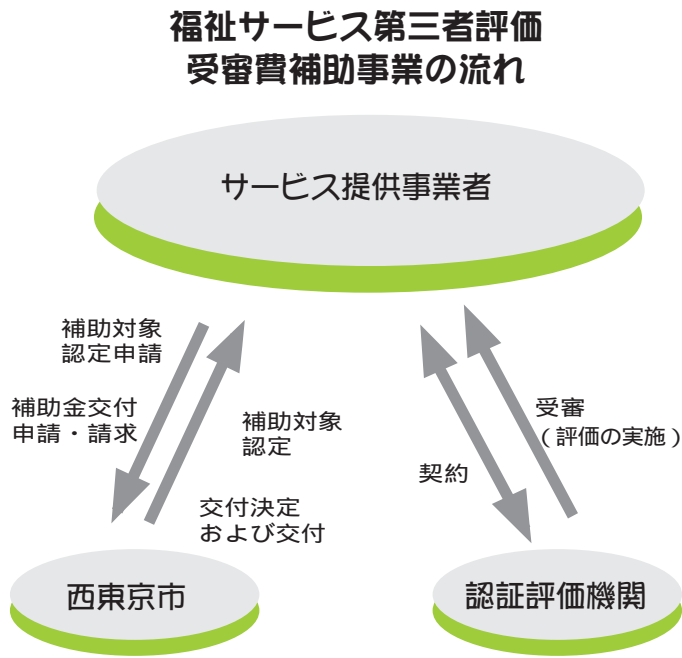 福祉サービス第三者評価
受審費補助事業の流れ
サービス提供事業者
補助対象
認定申請
補助金交付
申請・請求
補助対象
認定
交付決定
および交付
契約
受審
（評価の実施）
西東京市
認証評価機関